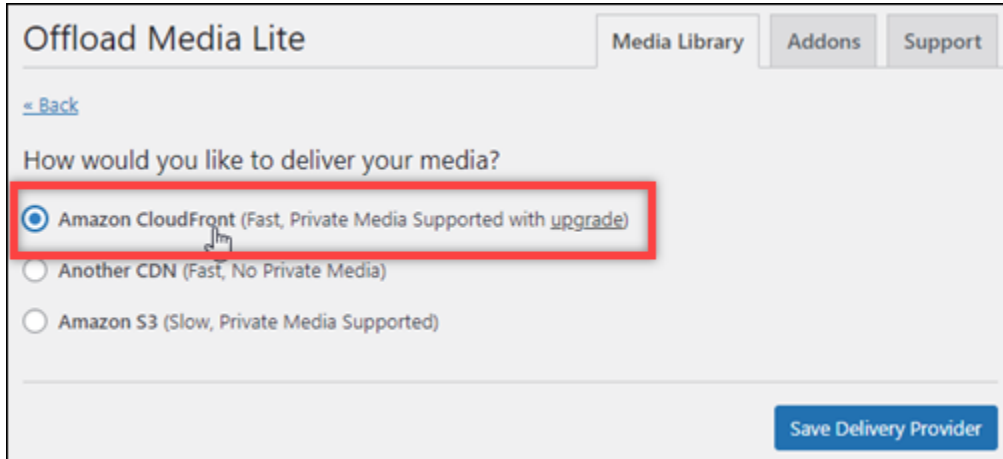 Offload Media Lite
Media Library
Addons
Support
« Back
How would you like to deliver your media?
Amazon CloudFront (Fast, Private Media Supported with upgrade)
Another CDN (Fast, No Private Media)
Amazon S3 (Slow, Private Media Supported)
Save Delivery Provider